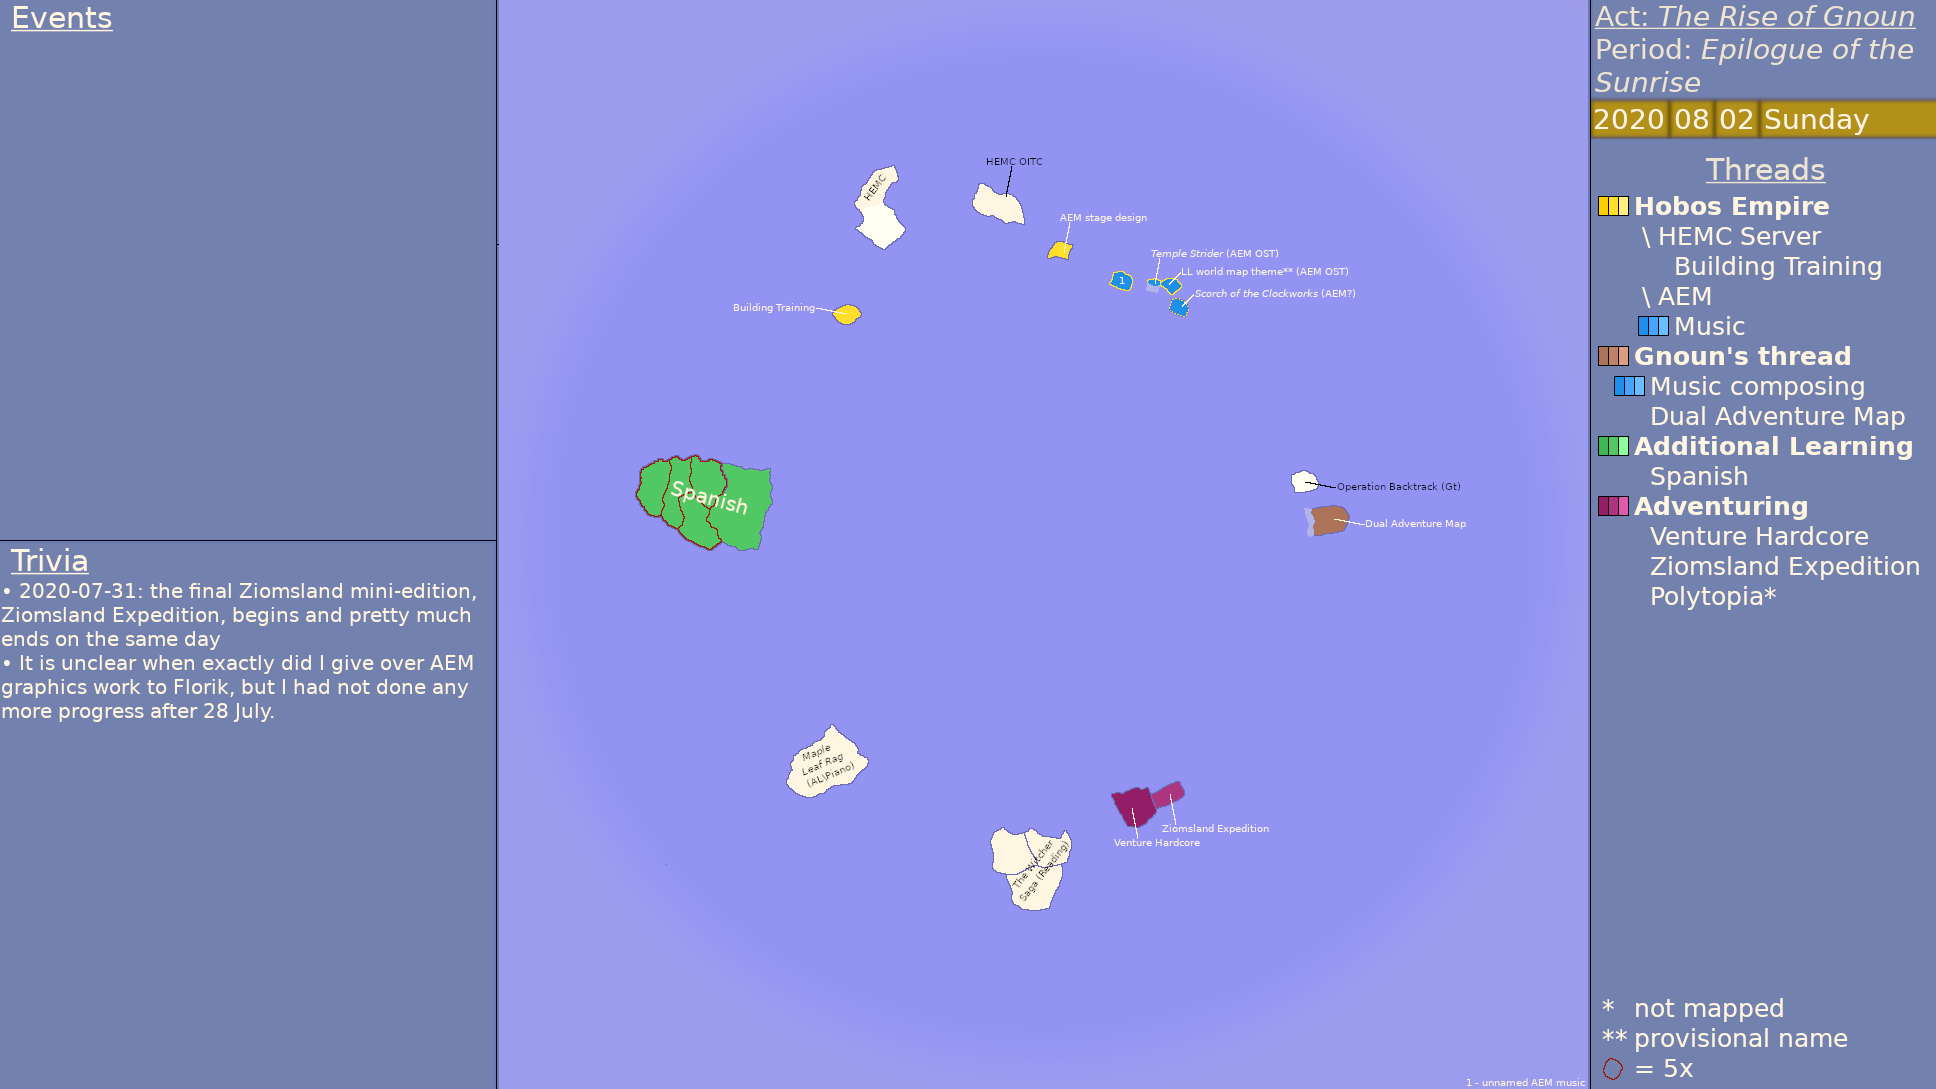 Events
Trivia
• 2020-07-31: the final Ziomsland mini-edition,
Ziomsland Expedition, begins and pretty much
ends on the same day
• It is unclear when exactly did I give over AEM
graphics work to Florik, but I had not done any
more progress after 28 July.
HEMC
HEMC OITC
AEM stage design
Temple Strider (AEM OST)
LL world map theme** (AEM OST)
1
Scorch of the Clockworks (AEM?)
Building Training
Spanish
Operation Backtrack (Gt)
Dual Adventure Map
Maple
Leaf Rag
(AL\Piano)
Ziomsland Expedition
Venture Hardcore
The Witcher
Saga (Reading)
1 - unnamed AEM music
Act: The Rise of Gnoun
Period: Epilogue of the
Sunrise
2020 08 02 Sunday
Threads
Hobos Empire
\ HEMC Server
Building Training
\ AEM
Music
Gnoun's thread
Music composing
Dual Adventure Map
Additional Learning
Spanish
Adventuring
Venture Hardcore
Ziomsland Expedition
Polytopia*
* not mapped
** provisional name
= 5x